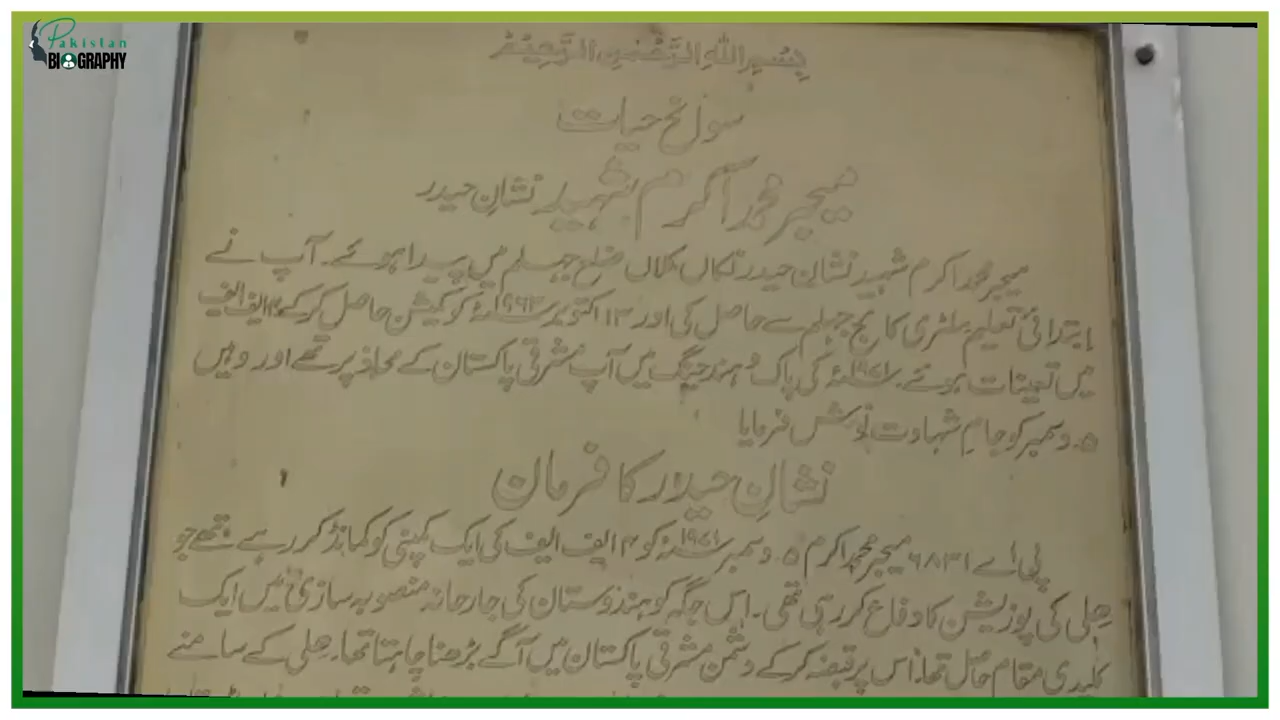 Pakistan
BIOGRAPHY
بِسْمِ اللهِ الرَّحْمٰنِ الرَّحِيْمِ
سوانح حیات
میجر محمد اکرم شہید نشانِ حیدر
میجر محمد اکرم شہید نشانِ حیدر نکاں کلاں ضلع جہلم میں پیدا ہوئے۔ آپ نے
ابتدائی تعلیم ملٹری کالج جہلم سے حاصل کی اور ۱۳ اکتوبر ۱۹۶۳ء کو کمیشن حاصل کر کے ۴ ایف ایف
میں تعینات ہوئے۔ ۱۹۷۱ء کی پاک و ہند جنگ میں آپ مشرقی پاکستان کے محاذ پر تھے اور وہیں
۵۔ دسمبر کو جامِ شہادت نوش فرمایا
نشانِ حیدر کا فرمان
پی اے ۶۸۳۱ میجر محمد اکرم ۵ دسمبر ۱۹۷۱ء کو ۴ ایف ایف کی ایک کمپنی کو کمانڈ کر رہے تھے جو
ہلی کی پوزیشن کا دفاع کر رہی تھی۔ اس جگہ کو ہندوستان کی جارحانہ منصوبہ سازی میں ایک
کلیدی مقام حاصل تھا۔ اس پر قبضہ کر کے دشمن مشرقی پاکستان میں آگے بڑھنا چاہتا تھا۔ ہلی کے سامنے